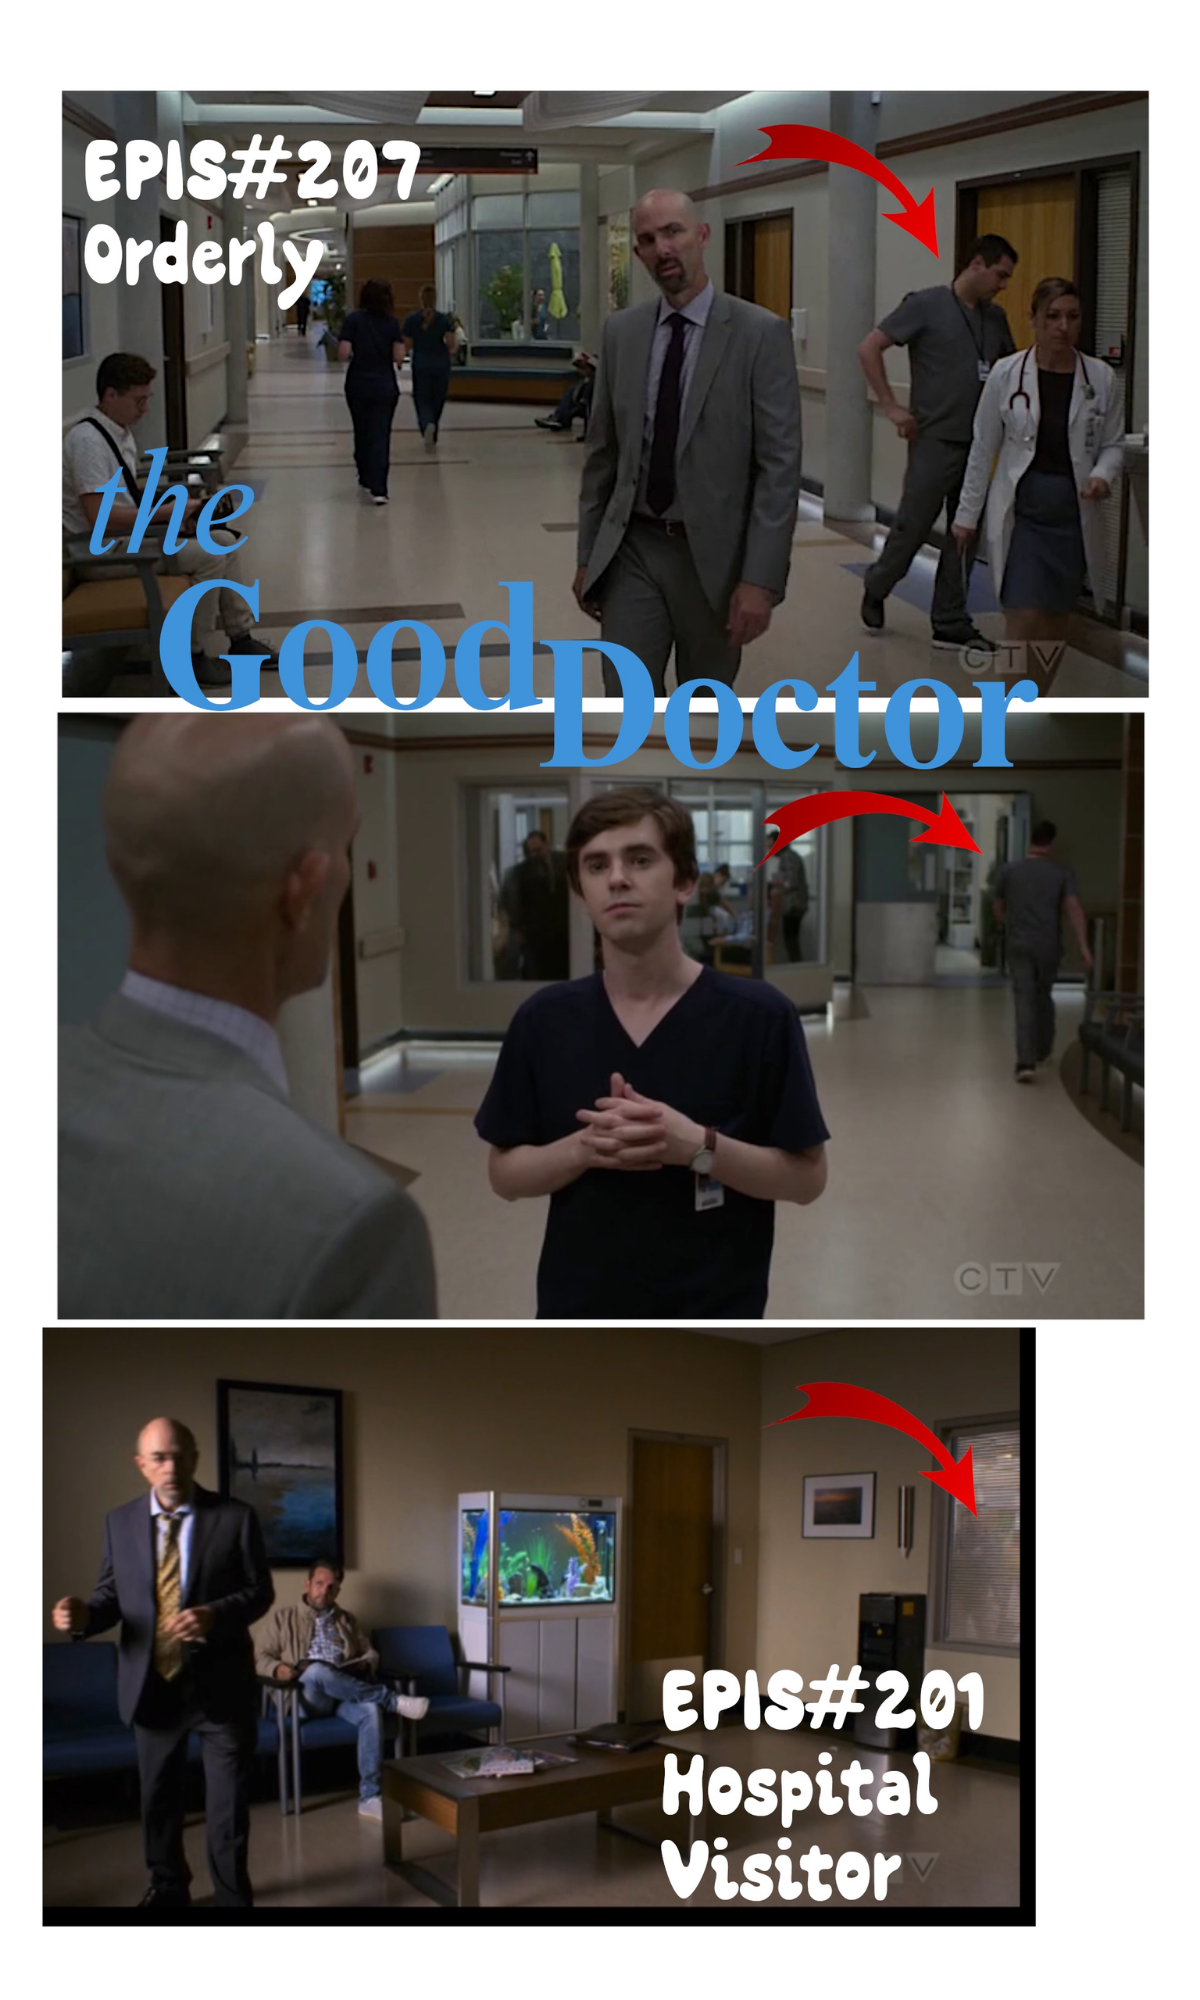 EPIS#207
Orderly
the
Good
Doctor
CTV
CTV
EPIS#201
Hospital
Visitor
V